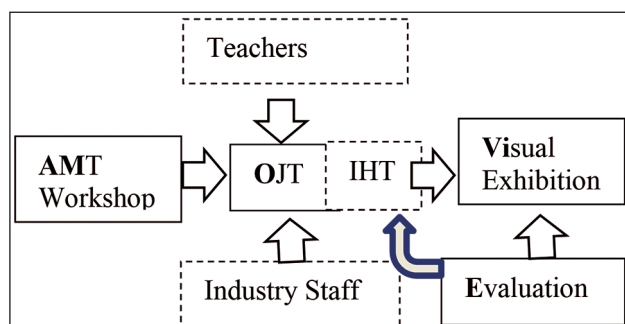 Teachers
AMT
Workshop
OJT
IHT
Visual
Exhibition
Industry Staff
Evaluation